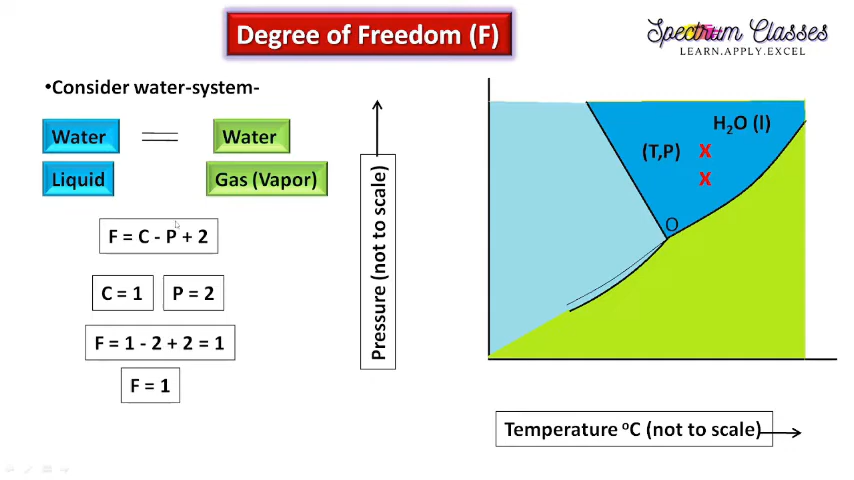 Degree of Freedom (F)
Spectrum Classes
LEARN.APPLY.EXCEL
•Consider water-system-
Water
Water
Liquid
Gas (Vapor)
F = C - P + 2
C = 1
P = 2
F = 1 - 2 + 2 = 1
F = 1
Pressure (not to scale)
H₂O (l)
(T,P) X
X
O
Temperature ᵒC (not to scale)